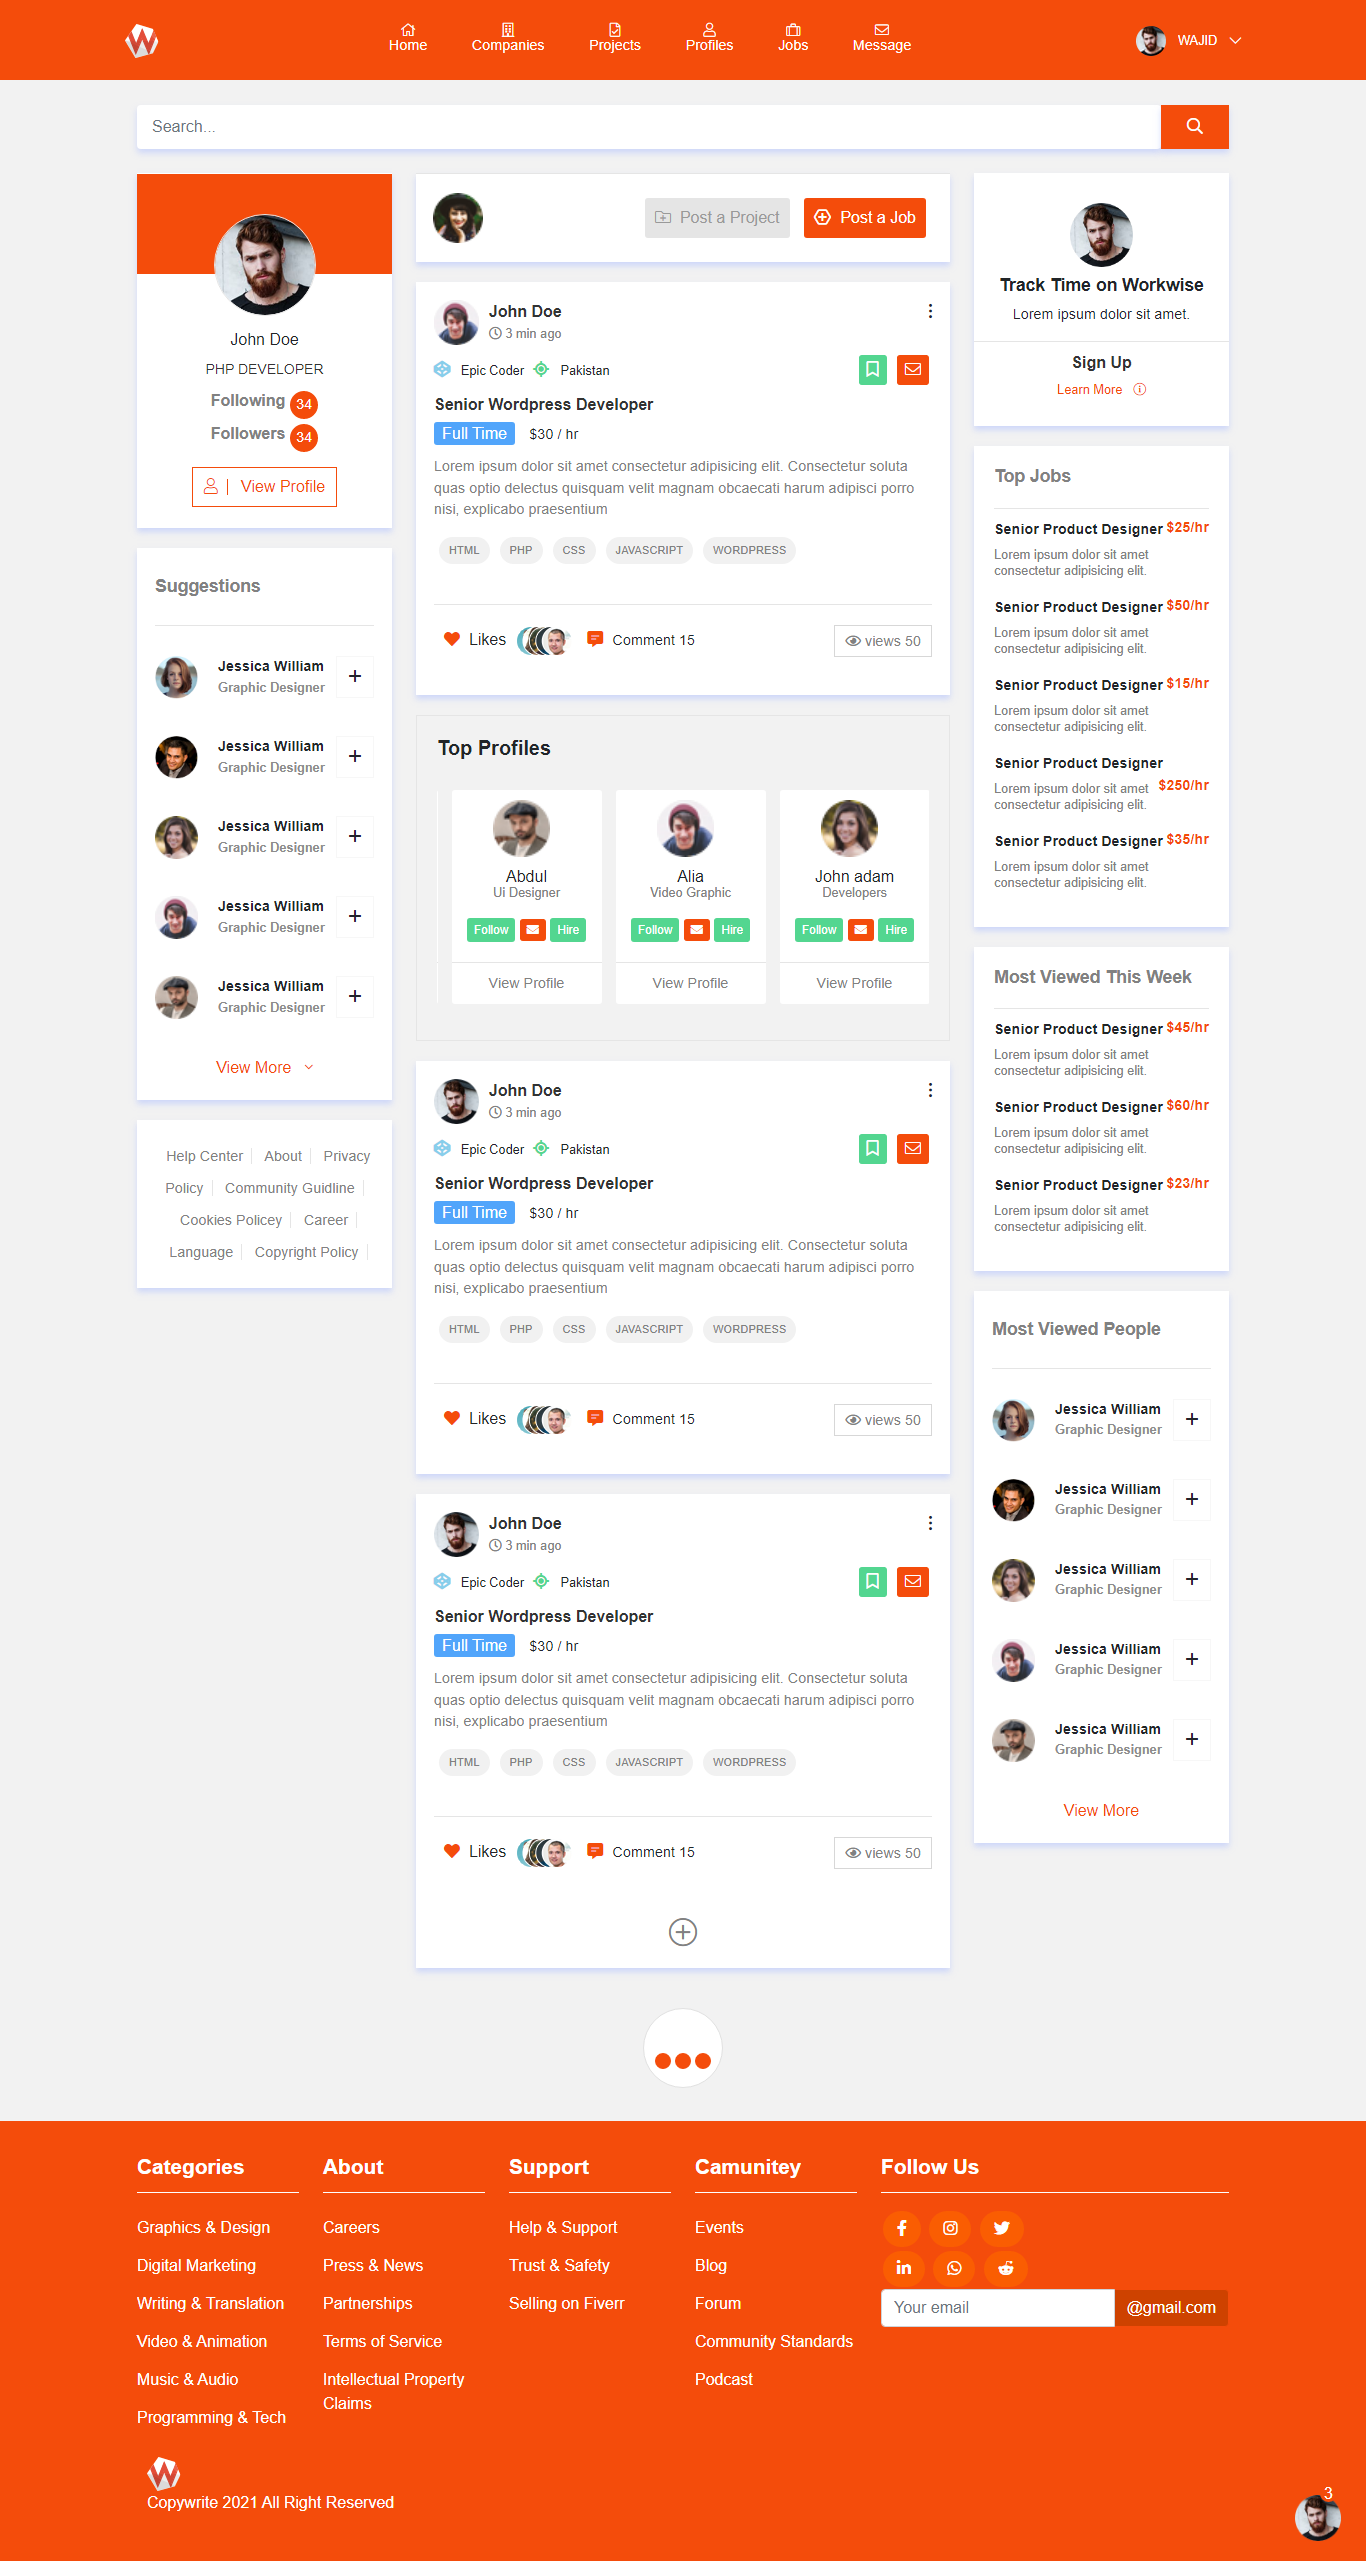 Home Companies Projects Profiles Jobs Message
WAJID
Search...
John Doe
PHP DEVELOPER
Following 34
Followers 34
View Profile
Suggestions
Jessica William
Graphic Designer
Jessica William
Graphic Designer
Jessica William
Graphic Designer
Jessica William
Graphic Designer
Jessica William
Graphic Designer
View More
Help Center About Privacy
Policy Community Guidline
Cookies Policey Career
Language Copyright Policy
Post a Project Post a Job
John Doe
3 min ago
Epic Coder Pakistan
Senior Wordpress Developer
Full Time $30 / hr
Lorem ipsum dolor sit amet consectetur adipisicing elit. Consectetur soluta
quas optio delectus quisquam velit magnam obcaecati harum adipisci porro
nisi, explicabo praesentium
HTML PHP CSS JAVASCRIPT WORDPRESS
Likes Comment 15 views 50
Top Profiles
Abdul
Ui Designer
Follow Hire
View Profile
Alia
Video Graphic
Follow Hire
View Profile
John adam
Developers
Follow Hire
View Profile
John Doe
3 min ago
Epic Coder Pakistan
Senior Wordpress Developer
Full Time $30 / hr
Lorem ipsum dolor sit amet consectetur adipisicing elit. Consectetur soluta
quas optio delectus quisquam velit magnam obcaecati harum adipisci porro
nisi, explicabo praesentium
HTML PHP CSS JAVASCRIPT WORDPRESS
Likes Comment 15 views 50
John Doe
3 min ago
Epic Coder Pakistan
Senior Wordpress Developer
Full Time $30 / hr
Lorem ipsum dolor sit amet consectetur adipisicing elit. Consectetur soluta
quas optio delectus quisquam velit magnam obcaecati harum adipisci porro
nisi, explicabo praesentium
HTML PHP CSS JAVASCRIPT WORDPRESS
Likes Comment 15 views 50
Track Time on Workwise
Lorem ipsum dolor sit amet.
Sign Up
Learn More
Top Jobs
Senior Product Designer $25/hr
Lorem ipsum dolor sit amet
consectetur adipisicing elit.
Senior Product Designer $50/hr
Lorem ipsum dolor sit amet
consectetur adipisicing elit.
Senior Product Designer $15/hr
Lorem ipsum dolor sit amet
consectetur adipisicing elit.
Senior Product Designer
Lorem ipsum dolor sit amet $250/hr
consectetur adipisicing elit.
Senior Product Designer $35/hr
Lorem ipsum dolor sit amet
consectetur adipisicing elit.
Most Viewed This Week
Senior Product Designer $45/hr
Lorem ipsum dolor sit amet
consectetur adipisicing elit.
Senior Product Designer $60/hr
Lorem ipsum dolor sit amet
consectetur adipisicing elit.
Senior Product Designer $23/hr
Lorem ipsum dolor sit amet
consectetur adipisicing elit.
Most Viewed People
Jessica William
Graphic Designer
Jessica William
Graphic Designer
Jessica William
Graphic Designer
Jessica William
Graphic Designer
Jessica William
Graphic Designer
View More
Categories
Graphics & Design
Digital Marketing
Writing & Translation
Video & Animation
Music & Audio
Programming & Tech
About
Careers
Press & News
Partnerships
Terms of Service
Intellectual Property
Claims
Support
Help & Support
Trust & Safety
Selling on Fiverr
Camunitey
Events
Blog
Forum
Community Standards
Podcast
Follow Us
Your email @gmail.com
Copywrite 2021 All Right Reserved
3